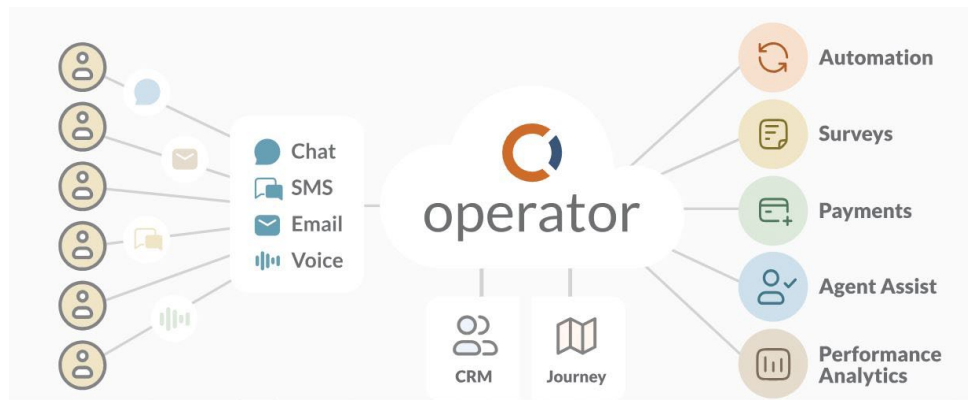 Chat
SMS
Email
Voice
operator
CRM
Journey
Automation
Surveys
Payments
Agent Assist
Performance
Analytics